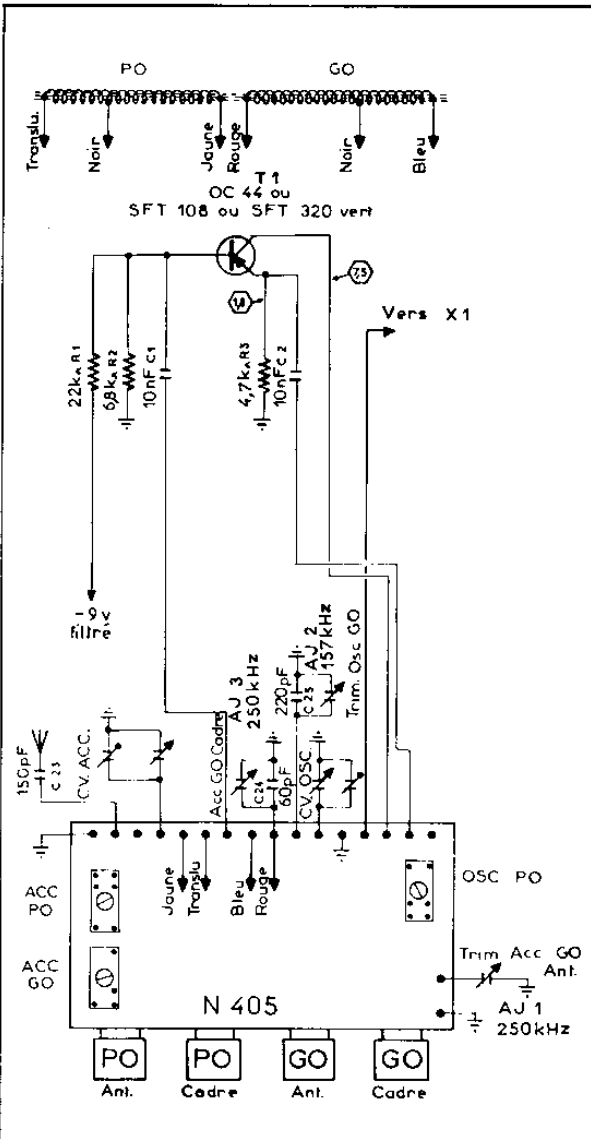 PO GO
Translu.
Noir
Jaune
Rouge
Noir
Bleu
T1
OC 44 ou
SFT 108 ou SFT 320 vert
7,5
1,8
Vers X1
22kΩ R1
6,8kΩ R2
10nF C1
4,7kΩ R3
10nF C2
-9v
filtré
150pF
C 23
CV. ACC.
Acc GO Cadre
AJ 3
250kHz
C24
60pF
220pF
C 25
AJ 2
157kHz
Trim. Osc GO
CV. OSC.
Jaune
Translu
Bleu
Rouge
ACC
PO
ACC
GO
OSC PO
Trim Acc GO
Ant.
AJ 1
250kHz
N 405
PO PO GO GO
Ant. Cadre Ant. Cadre